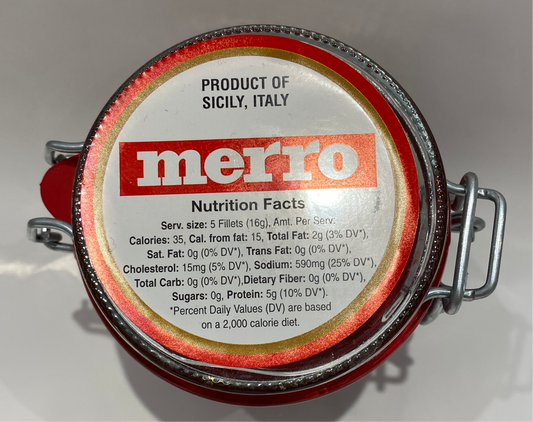 PRODUCT OF
SICILY, ITALY
merro
Nutrition Facts
Serv. size: 5 Fillets (16g), Amt. Per Serv:
Calories: 35, Cal. from fat: 15, Total Fat: 2g (3% DV*),
Sat. Fat: 0g (0% DV*), Trans Fat: 0g (0% DV*),
Cholesterol: 15mg (5% DV*), Sodium: 590mg (25% DV*),
Total Carb: 0g (0% DV*),Dietary Fiber: 0g (0% DV*),
Sugars: 0g, Protein: 5g (10% DV*).
*Percent Daily Values (DV) are based
on a 2,000 calorie diet.